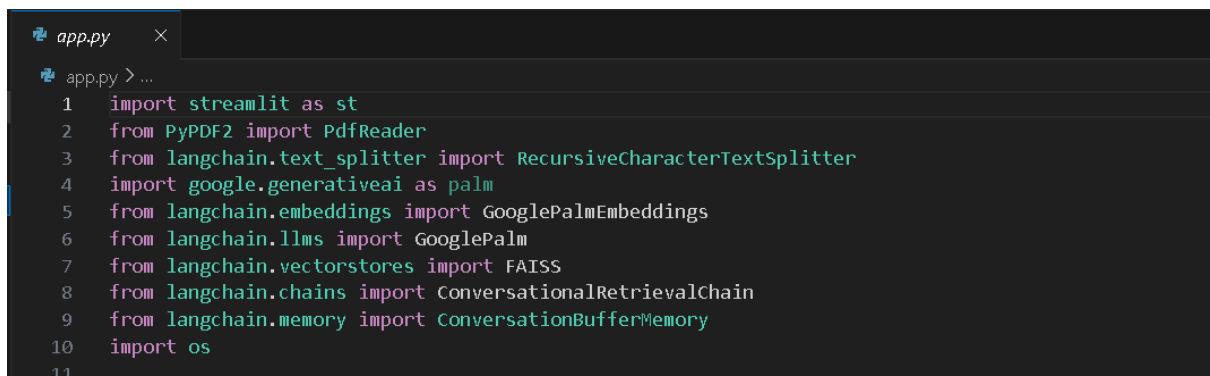 app.py ×
app.py > ...
1 import streamlit as st
2 from PyPDF2 import PdfReader
3 from langchain.text_splitter import RecursiveCharacterTextSplitter
4 import google.generativeai as palm
5 from langchain.embeddings import GooglePalmEmbeddings
6 from langchain.llms import GooglePalm
7 from langchain.vectorstores import FAISS
8 from langchain.chains import ConversationalRetrievalChain
9 from langchain.memory import ConversationBufferMemory
10 import os
11